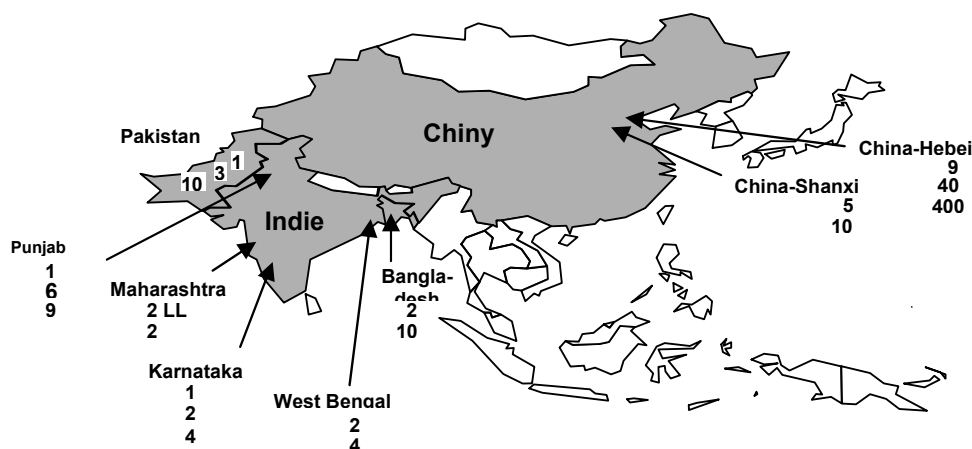 Chiny
Pakistan
1
3
10
China-Hebei
9
40
400
China-Shanxi
5
10
Indie
Punjab
1
6
9
Maharashtra
2 LL
2
Bangla-
desh
2
10
Karnataka
1
2
4
West Bengal
2
4